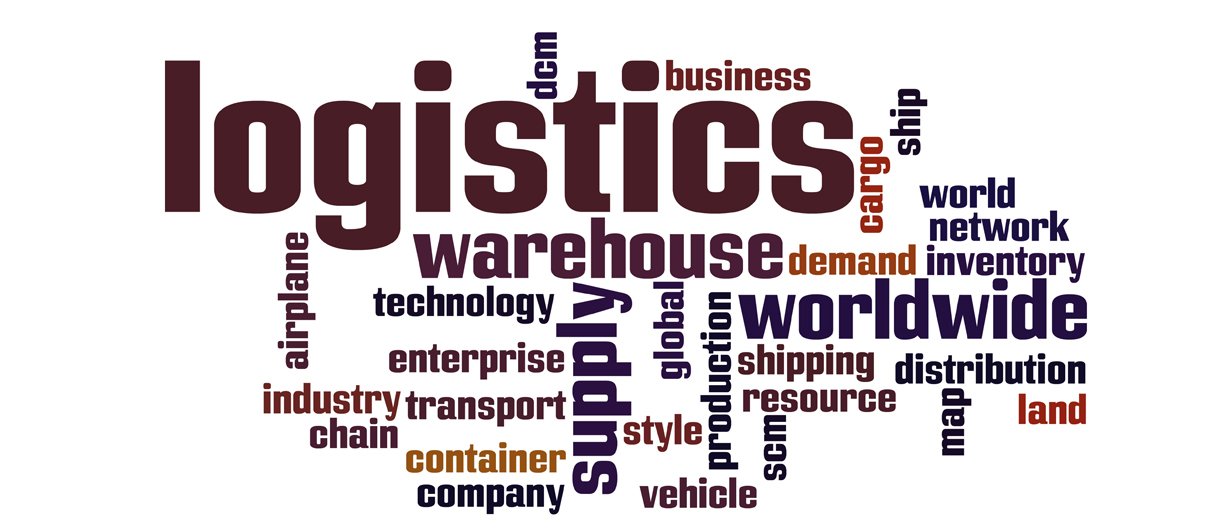 dcm
business
logistics
ship
cargo
world
network
warehouse
demand
inventory
airplane
technology
supply
global
production
worldwide
enterprise
shipping
distribution
industry
transport
resource
map
land
chain
style
scm
container
company
vehicle